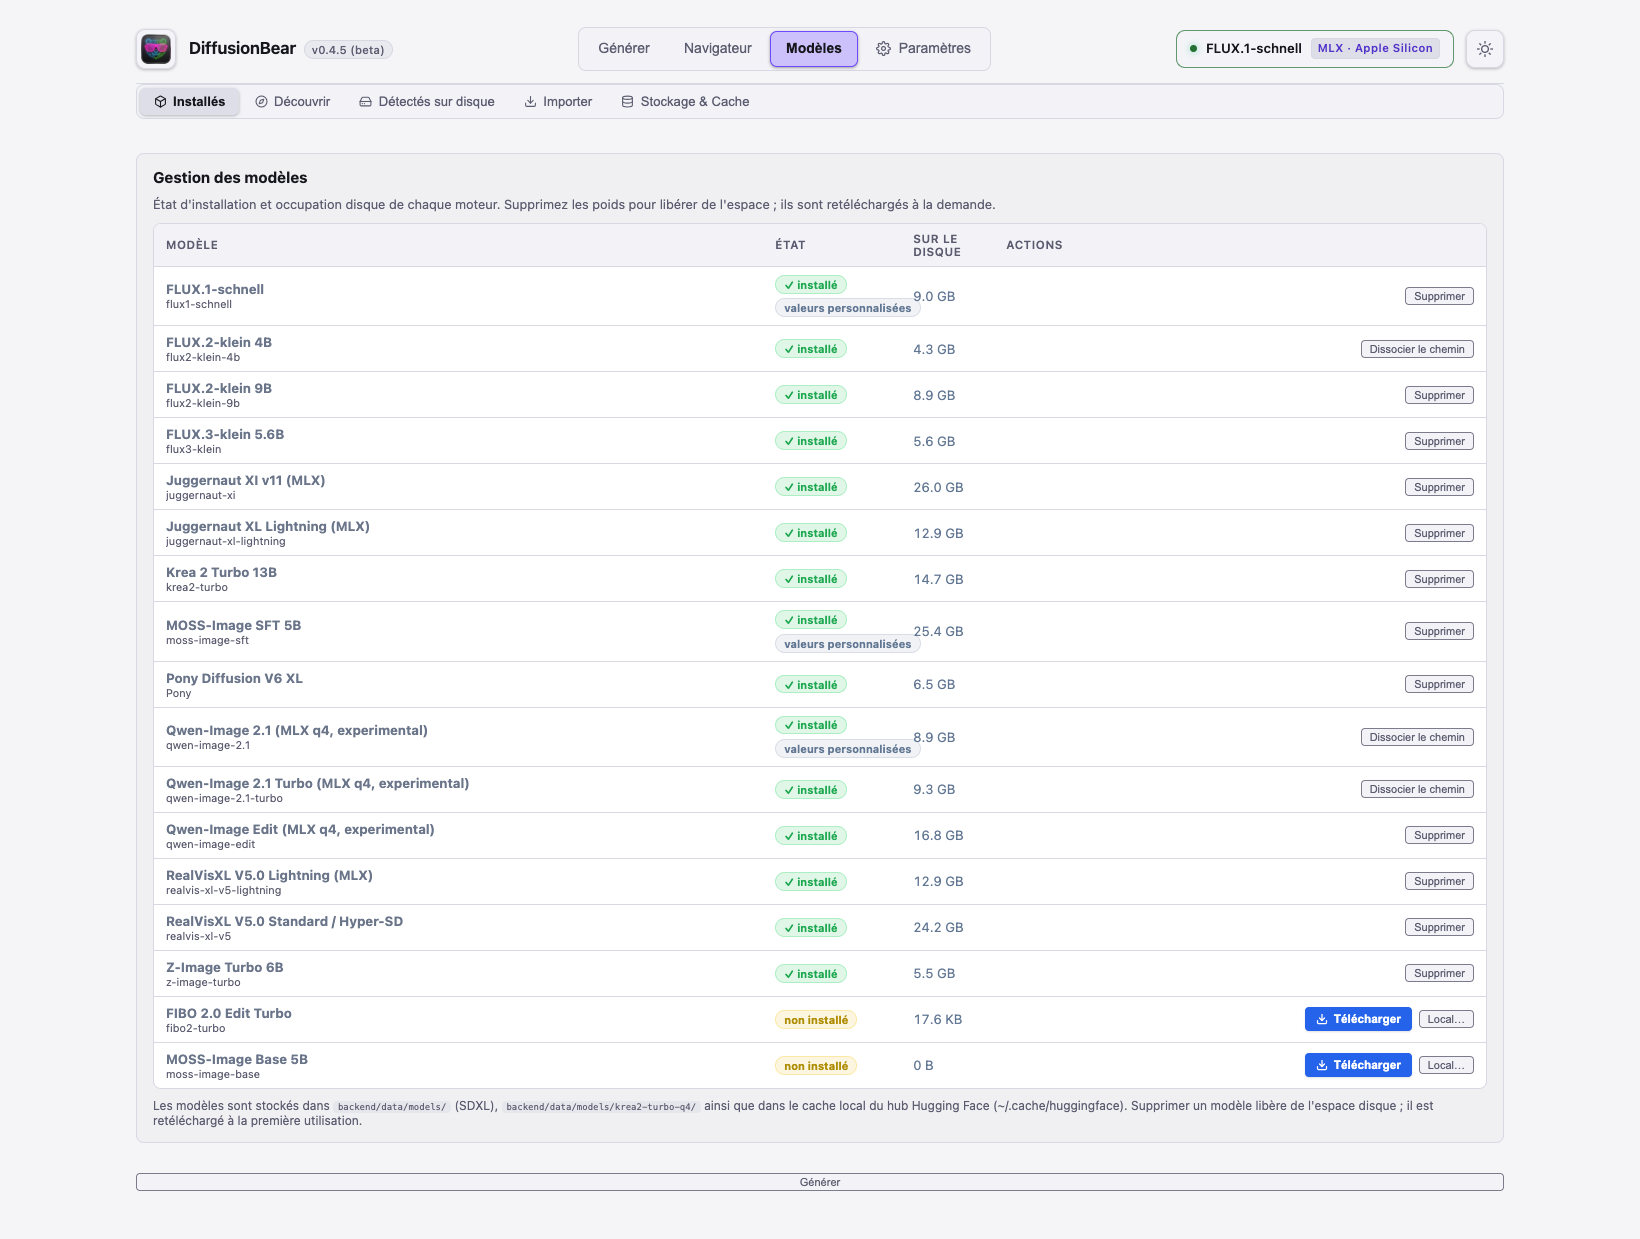 DiffusionBear v0.4.5 (beta)
Générer Navigateur Modèles Paramètres
FLUX.1-schnell MLX · Apple Silicon
Installés Découvrir Détectés sur disque Importer Stockage & Cache
Gestion des modèles
État d'installation et occupation disque de chaque moteur. Supprimez les poids pour libérer de l'espace ; ils sont retéléchargés à la demande.
MODÈLE ÉTAT SUR LE DISQUE ACTIONS
FLUX.1-schnell
flux1-schnell
✓ installé
valeurs personnalisées
9.0 GB
Supprimer
FLUX.2-klein 4B
flux2-klein-4b
✓ installé
4.3 GB
Dissocier le chemin
FLUX.2-klein 9B
flux2-klein-9b
✓ installé
8.9 GB
Supprimer
FLUX.3-klein 5.6B
flux3-klein
✓ installé
5.6 GB
Supprimer
Juggernaut XI v11 (MLX)
juggernaut-xi
✓ installé
26.0 GB
Supprimer
Juggernaut XL Lightning (MLX)
juggernaut-xl-lightning
✓ installé
12.9 GB
Supprimer
Krea 2 Turbo 13B
krea2-turbo
✓ installé
14.7 GB
Supprimer
MOSS-Image SFT 5B
moss-image-sft
✓ installé
valeurs personnalisées
25.4 GB
Supprimer
Pony Diffusion V6 XL
Pony
✓ installé
6.5 GB
Supprimer
Qwen-Image 2.1 (MLX q4, experimental)
qwen-image-2.1
✓ installé
valeurs personnalisées
8.9 GB
Dissocier le chemin
Qwen-Image 2.1 Turbo (MLX q4, experimental)
qwen-image-2.1-turbo
✓ installé
9.3 GB
Dissocier le chemin
Qwen-Image Edit (MLX q4, experimental)
qwen-image-edit
✓ installé
16.8 GB
Supprimer
RealVisXL V5.0 Lightning (MLX)
realvis-xl-v5-lightning
✓ installé
12.9 GB
Supprimer
RealVisXL V5.0 Standard / Hyper-SD
realvis-xl-v5
✓ installé
24.2 GB
Supprimer
Z-Image Turbo 6B
z-image-turbo
✓ installé
5.5 GB
Supprimer
FIBO 2.0 Edit Turbo
fibo2-turbo
non installé
17.6 KB
Télécharger
Local...
MOSS-Image Base 5B
moss-image-base
non installé
0 B
Télécharger
Local...
Les modèles sont stockés dans backend/data/models/ (SDXL), backend/data/models/krea2-turbo-q4/ ainsi que dans le cache local du hub Hugging Face (~/.cache/huggingface). Supprimer un modèle libère de l'espace disque ; il est
retéléchargé à la première utilisation.
Générer